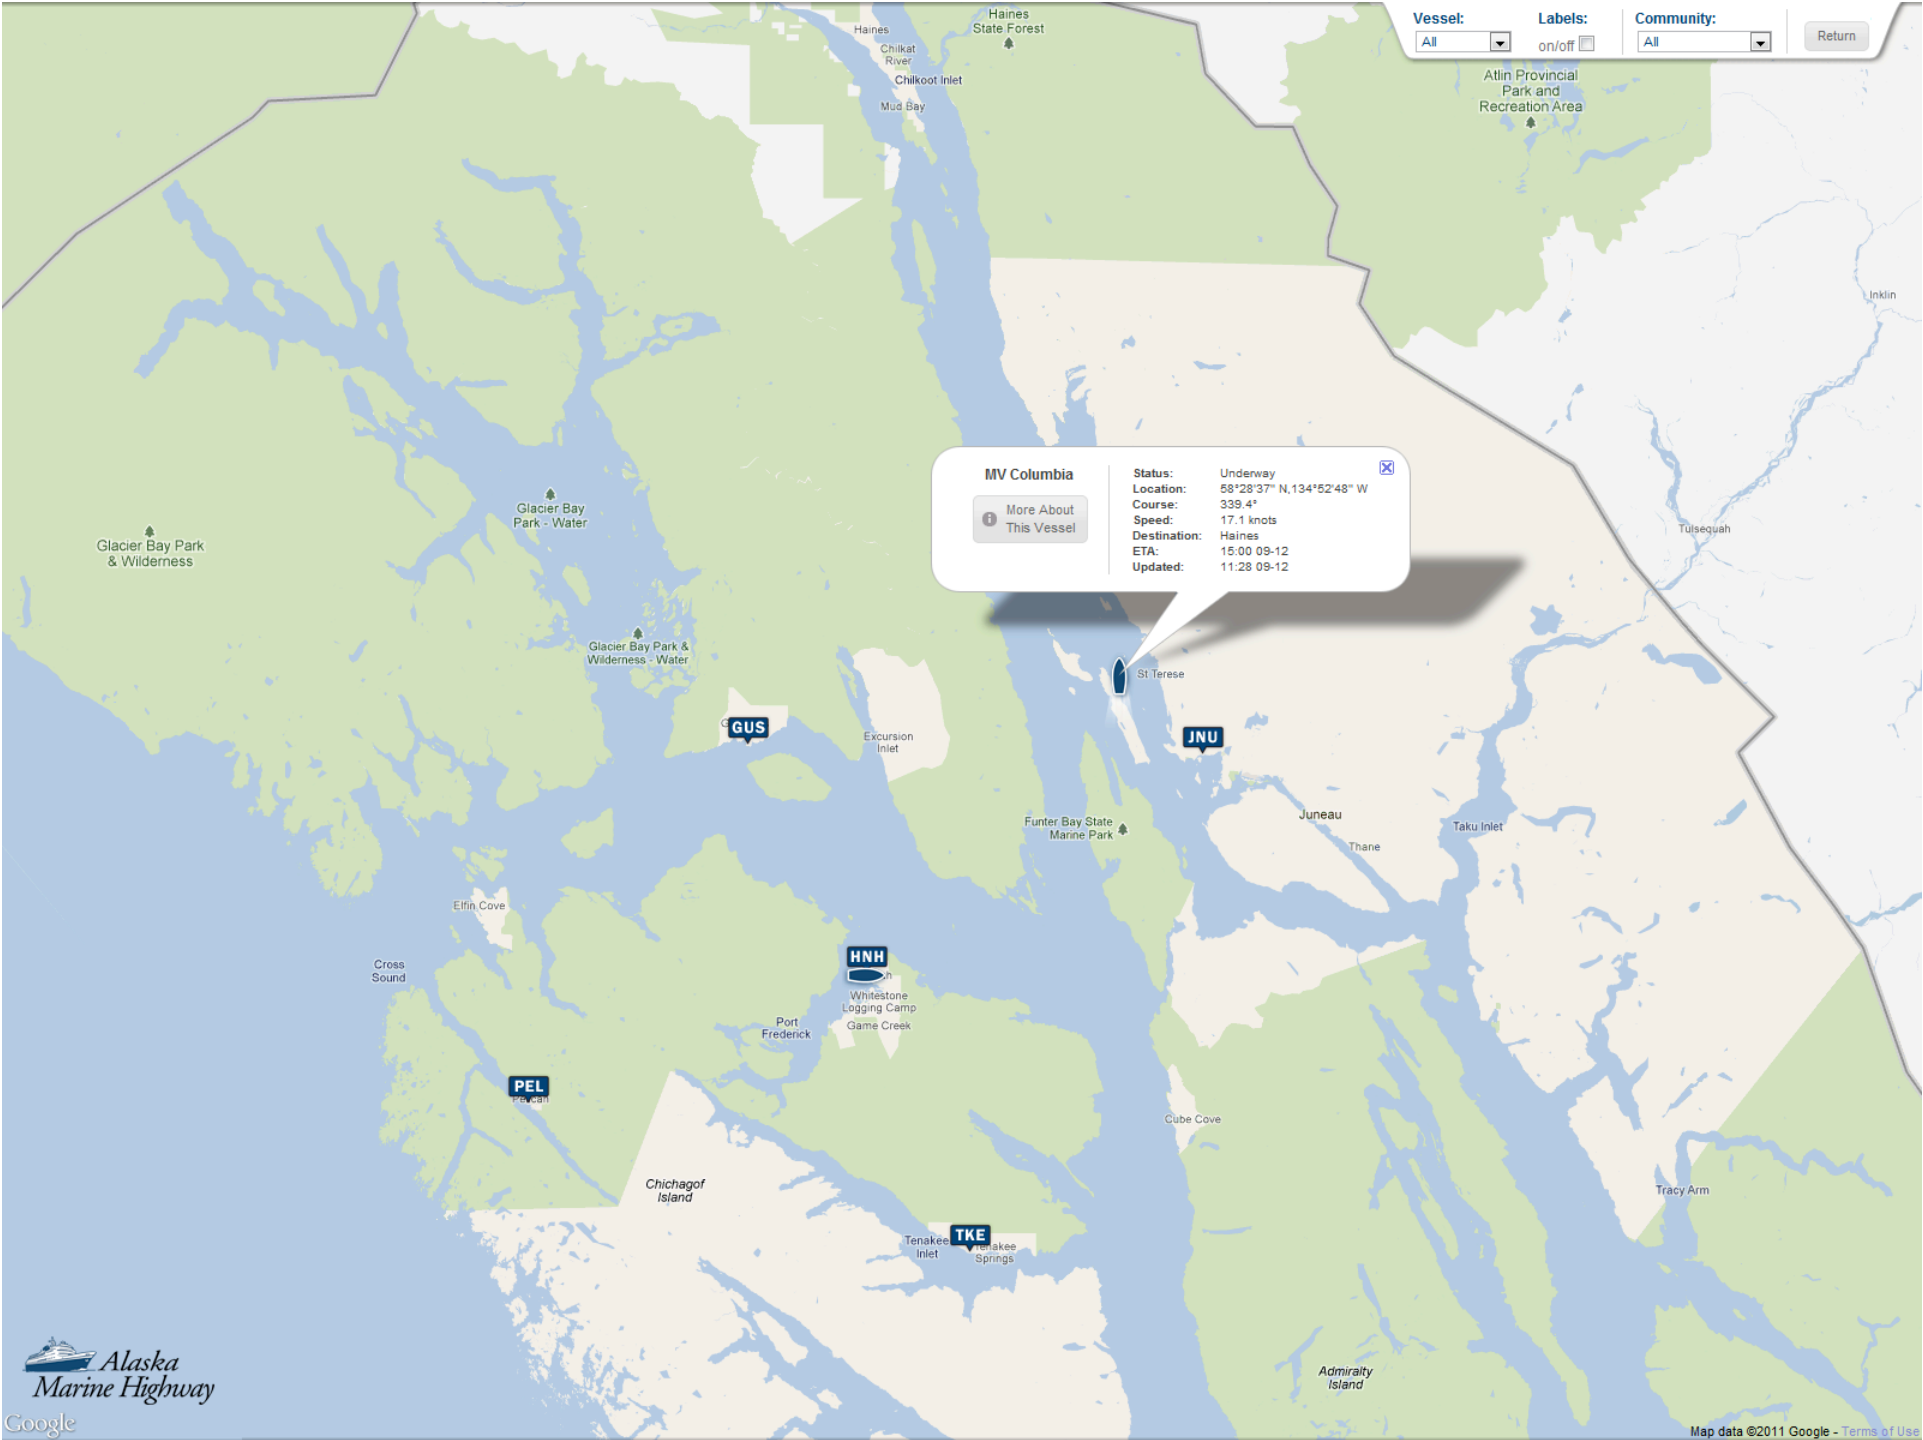 Vessel:
All
Labels:
on/off
Community:
All
Return
Haines
State Forest
Haines
Chilkat
River
Chilkoot Inlet
Mud Bay
Atlin Provincial
Park and
Recreation Area
Inklin
MV Columbia
More About
This Vessel
Status: Underway
Location: 58°28'37" N,134°52'48" W
Course: 339.4°
Speed: 17.1 knots
Destination: Haines
ETA: 15:00 09-12
Updated: 11:28 09-12
Glacier Bay
Park - Water
Glacier Bay Park
& Wilderness
Tulsequah
Glacier Bay Park &
Wilderness - Water
St Terese
GUS
Excursion
Inlet
JNU
Funter Bay State
Marine Park
Juneau
Thane
Taku Inlet
Elfin Cove
Cross
Sound
HNH
Whitestone
Logging Camp
Game Creek
Port
Frederick
PEL
Pelican
Cube Cove
Chichagof
Island
Tracy Arm
TKE
Tenakee
Inlet
Tenakee
Springs
Admiralty
Island
Alaska
Marine Highway
Google
Map data ©2011 Google - Terms of Use